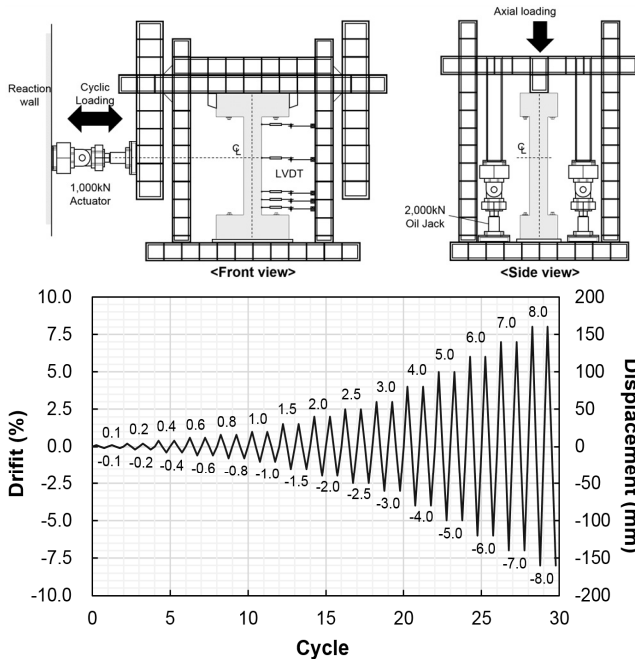 Axial loading
Reaction
wall
Cyclic
Loading
℄
LVDT
1,000kN
Actuator
℄
2,000kN
Oil Jack
<Front view>
<Side view>
10.0
7.5
5.0
2.5
0.0
-2.5
-5.0
-7.5
-10.0
Driflt (%)
0.1 0.2 0.4 0.6 0.8 1.0 1.5 2.0 2.5 3.0 4.0 5.0 6.0 7.0 8.0
-0.1 -0.2 -0.4 -0.6 -0.8 -1.0 -1.5 -2.0 -2.5 -3.0 -4.0 -5.0 -6.0 -7.0 -8.0
200
150
100
50
0
-50
-100
-150
-200
Displacement (mm)
0 5 10 15 20 25 30
Cycle